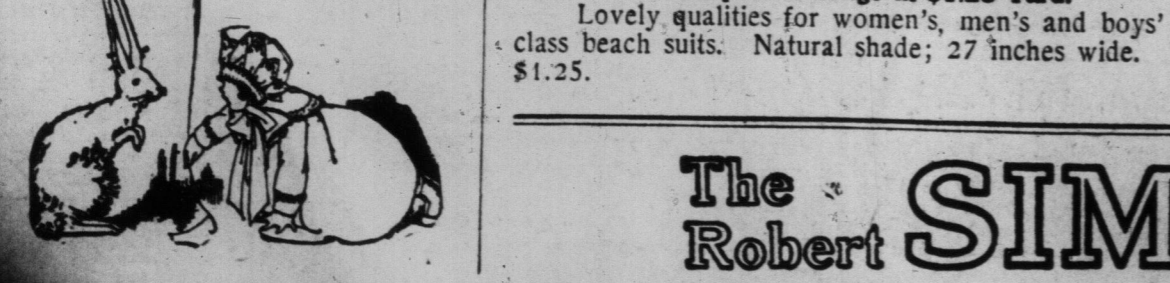 Lovely qualities for women's, men's and boys'
class beach suits. Natural shade; 27 inches wide.
$1.25.
The
Robert SIM